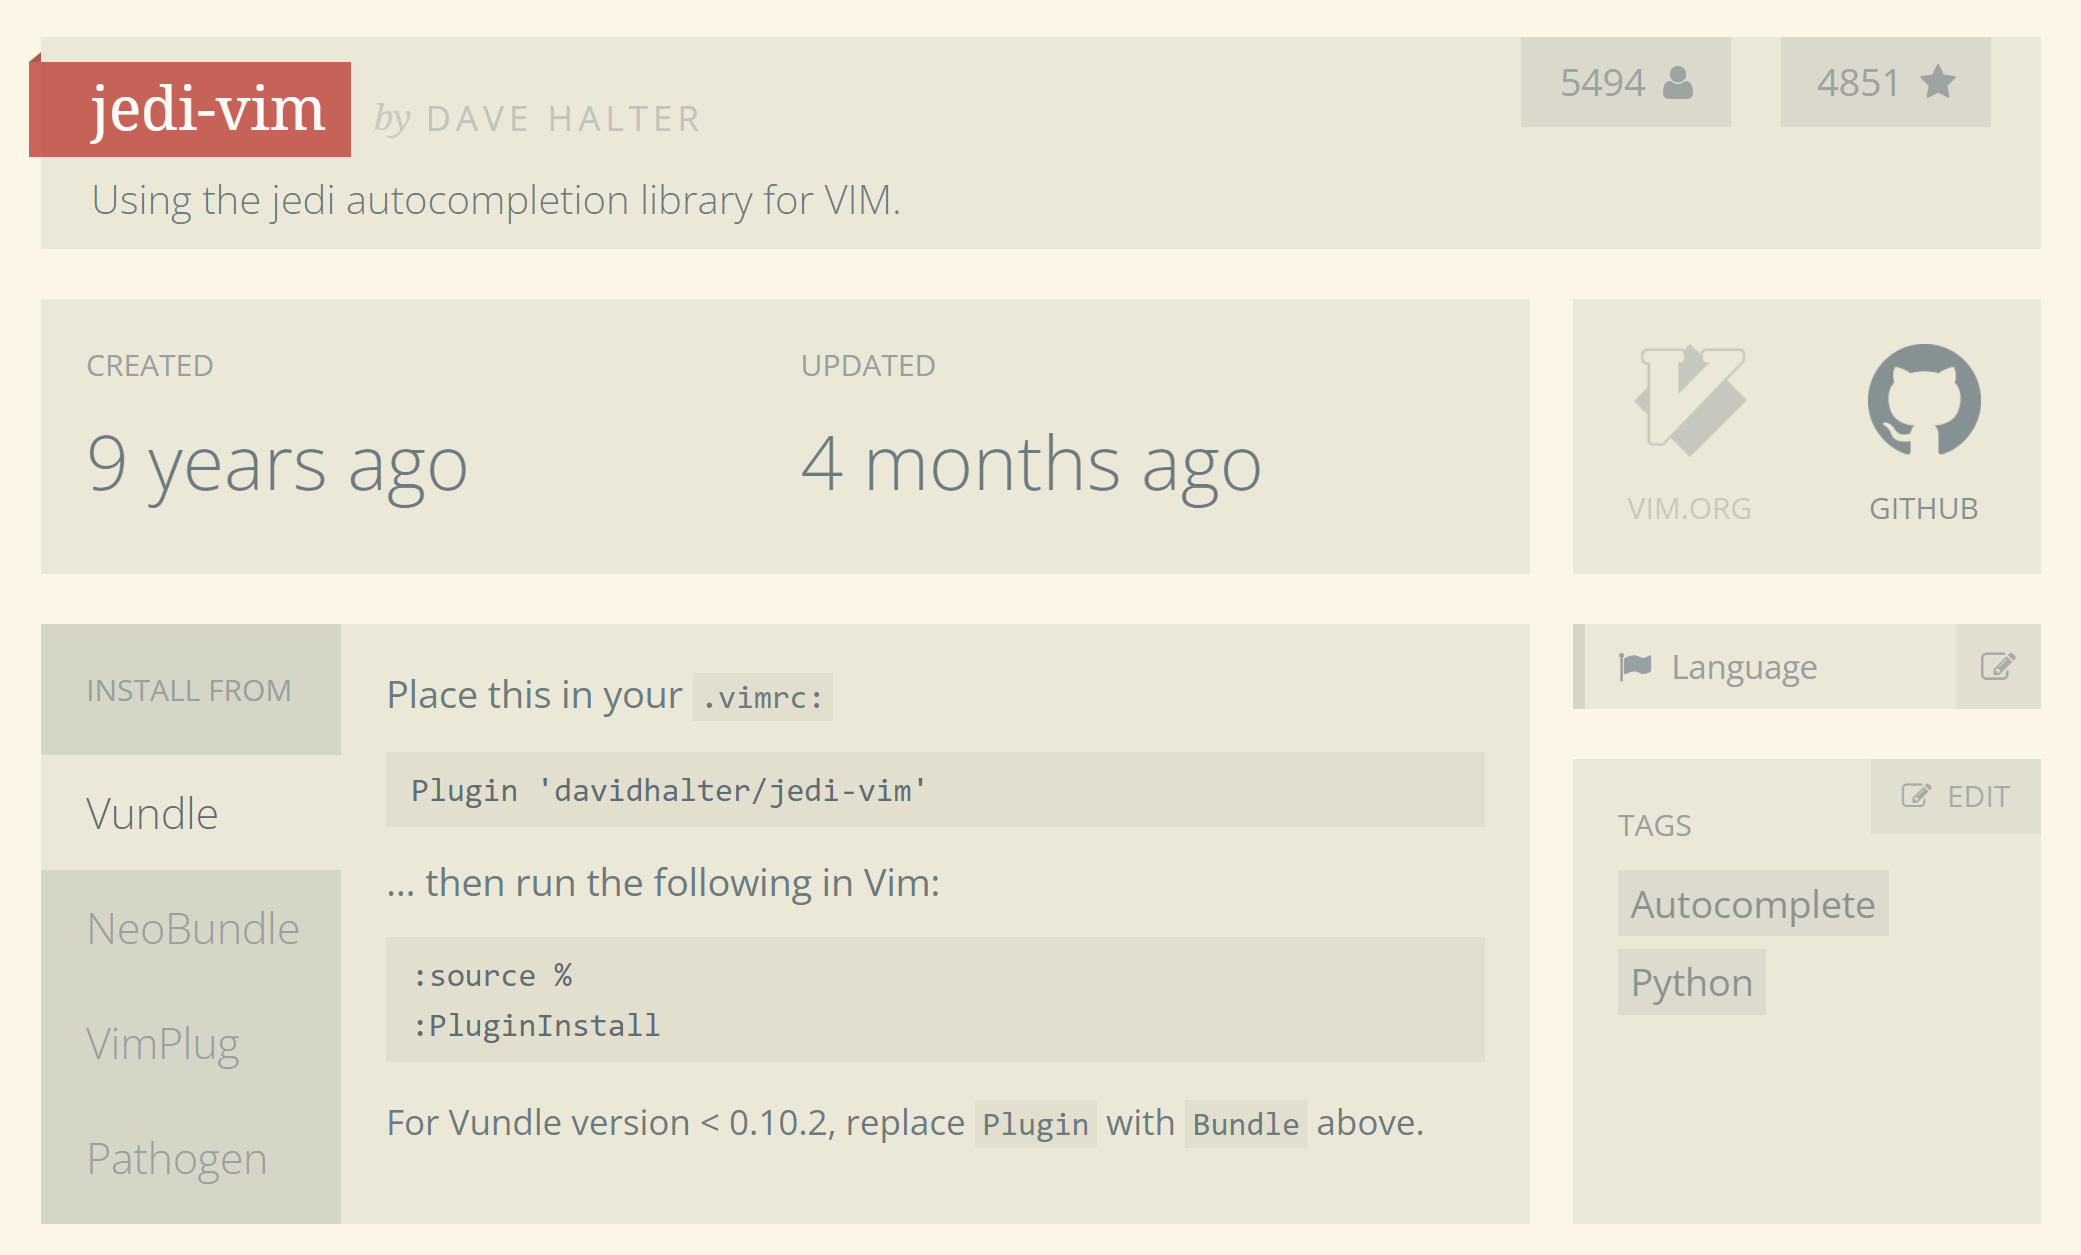 jedi-vim by DAVE HALTER
5494
4851
Using the jedi autocompletion library for VIM.
CREATED
9 years ago
UPDATED
4 months ago
VIM.ORG
GITHUB
INSTALL FROM
Vundle
NeoBundle
VimPlug
Pathogen
Place this in your .vimrc:
Plugin 'davidhalter/jedi-vim'
... then run the following in Vim:
:source %
:PluginInstall
For Vundle version < 0.10.2, replace Plugin with Bundle above.
Language
TAGS
EDIT
Autocomplete
Python